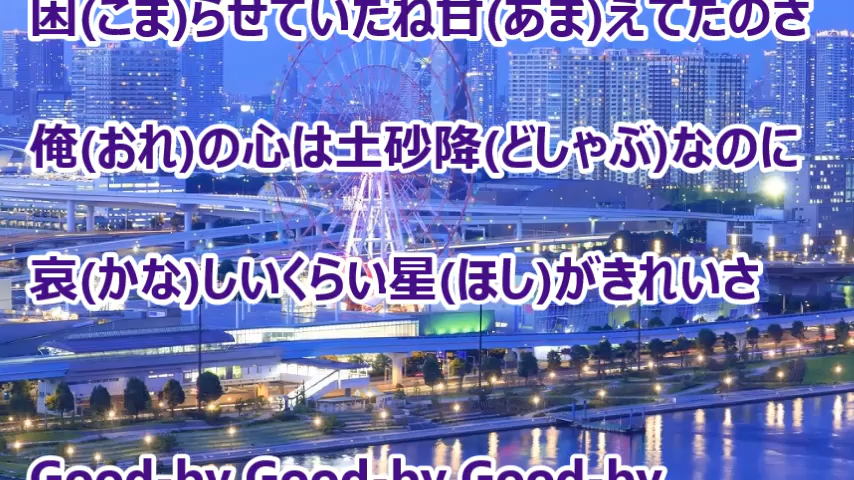 困(こま)らせていたね甘(あま)えてたのさ
俺(おれ)の心は土砂降(どしゃぶ)なのに
哀(かな)しいくらい星(ほし)がきれいさ
Good-by Good-by Good-by